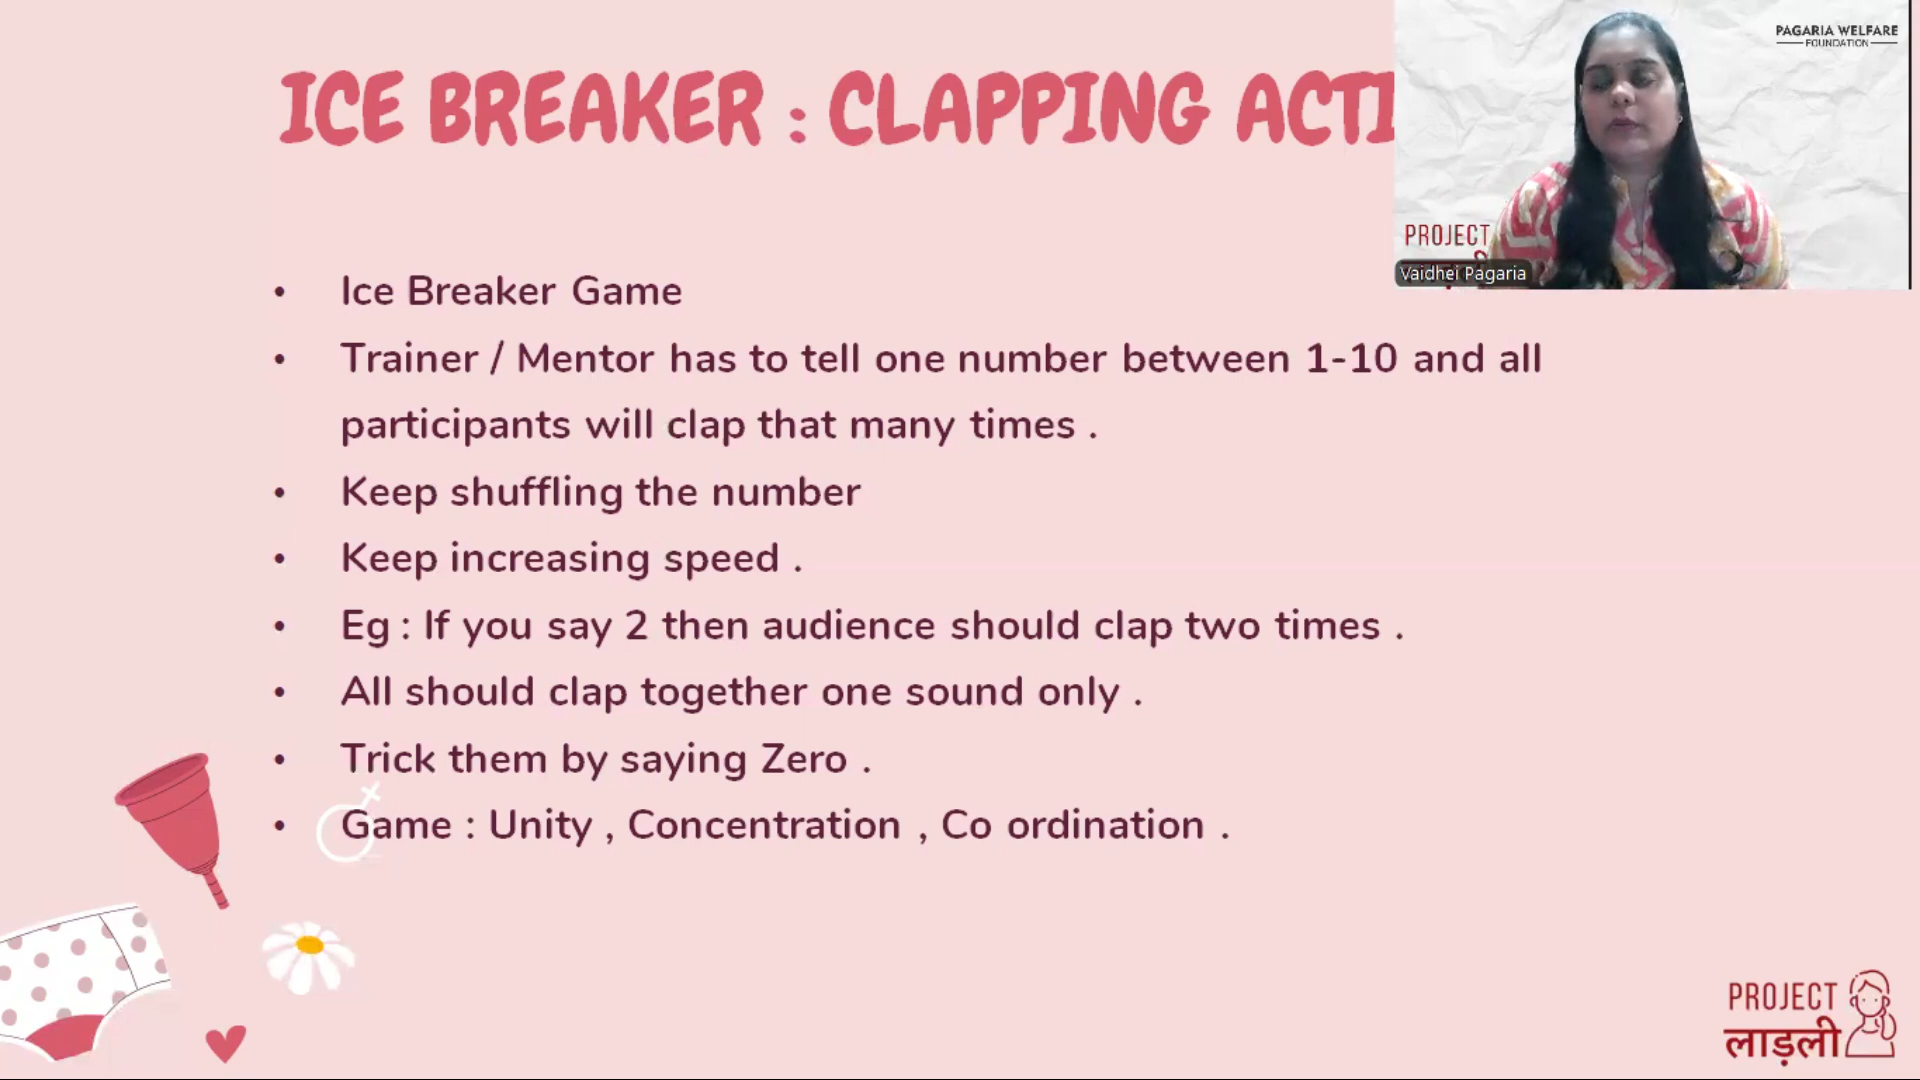 ICE BREAKER : CLAPPING ACTI
PAGARIA WELFARE
FOUNDATION
PROJECT
Vaidhei Pagaria
• Ice Breaker Game
• Trainer / Mentor has to tell one number between 1-10 and all
participants will clap that many times .
• Keep shuffling the number
• Keep increasing speed .
• Eg : If you say 2 then audience should clap two times .
• All should clap together one sound only .
• Trick them by saying Zero .
• Game : Unity , Concentration , Co ordination .
PROJECT
लाड़ली